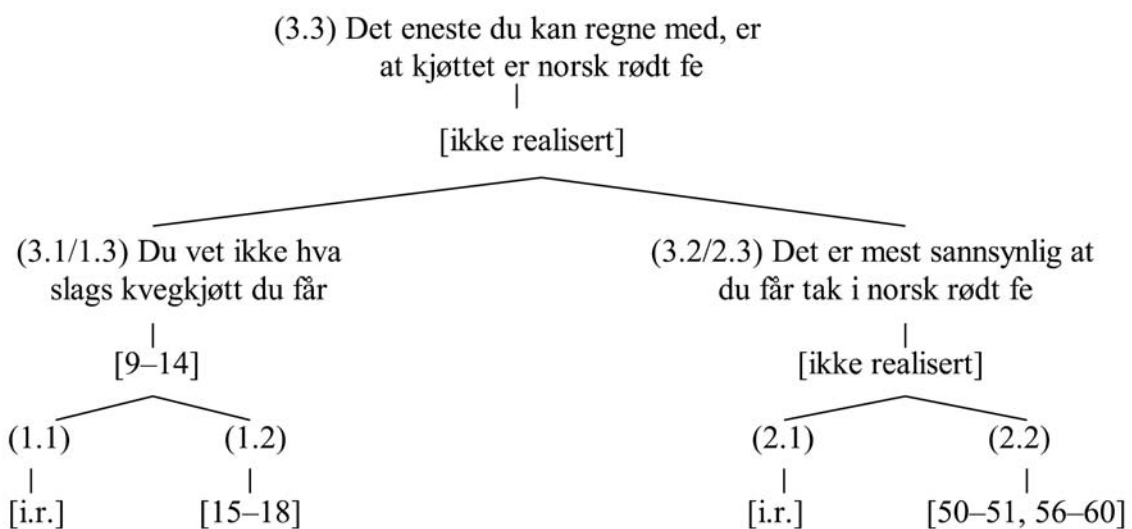 (3.3) Det eneste du kan regne med, er
at kjøttet er norsk rødt fe
[ikke realisert]
(3.1/1.3) Du vet ikke hva
slags kvegkjøtt du får
(3.2/2.3) Det er mest sannsynlig at
du får tak i norsk rødt fe
[9–14]
[ikke realisert]
(1.1)
(1.2)
(2.1)
(2.2)
[i.r.]
[15–18]
[i.r.]
[50–51, 56–60]